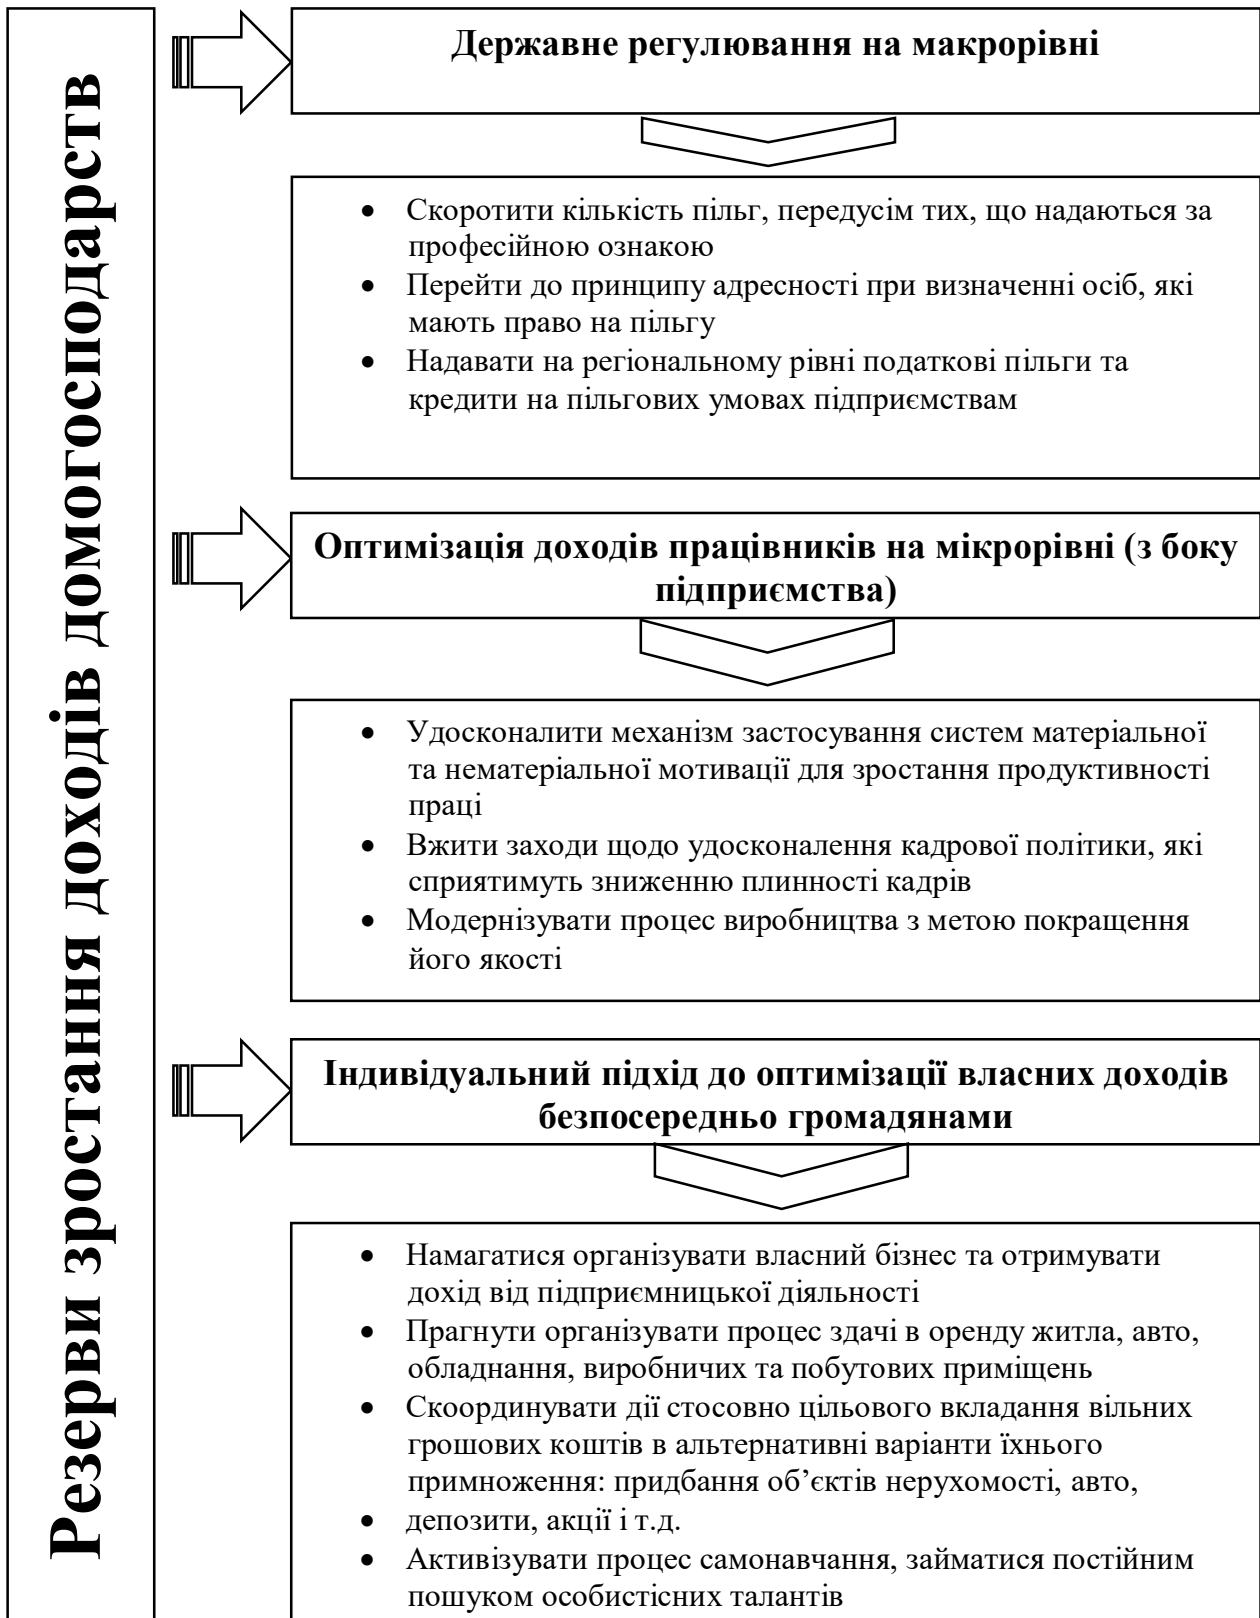 Резерви зростання доходів домогосподарств
Державне регулювання на макрорівні
• Скоротити кількість пільг, передусім тих, що надаються за
професійною ознакою
• Перейти до принципу адресності при визначенні осіб, які
мають право на пільгу
• Надавати на регіональному рівні податкові пільги та
кредити на пільгових умовах підприємствам
Оптимізація доходів працівників на мікрорівні (з боку
підприємства)
• Удосконалити механізм застосування систем матеріальної
та нематеріальної мотивації для зростання продуктивності
праці
• Вжити заходи щодо удосконалення кадрової політики, які
сприятимуть зниженню плинності кадрів
• Модернізувати процес виробництва з метою покращення
його якості
Індивідуальний підхід до оптимізації власних доходів
безпосередньо громадянами
• Намагатися організувати власний бізнес та отримувати
дохід від підприємницької діяльності
• Прагнути організувати процес здачі в оренду житла, авто,
обладнання, виробничих та побутових приміщень
• Скоординувати дії стосовно цільового вкладання вільних
грошових коштів в альтернативні варіанти їхнього
примноження: придбання об’єктів нерухомості, авто,
• депозити, акції і т.д.
• Активізувати процес самонавчання, займатися постійним
пошуком особистісних талантів